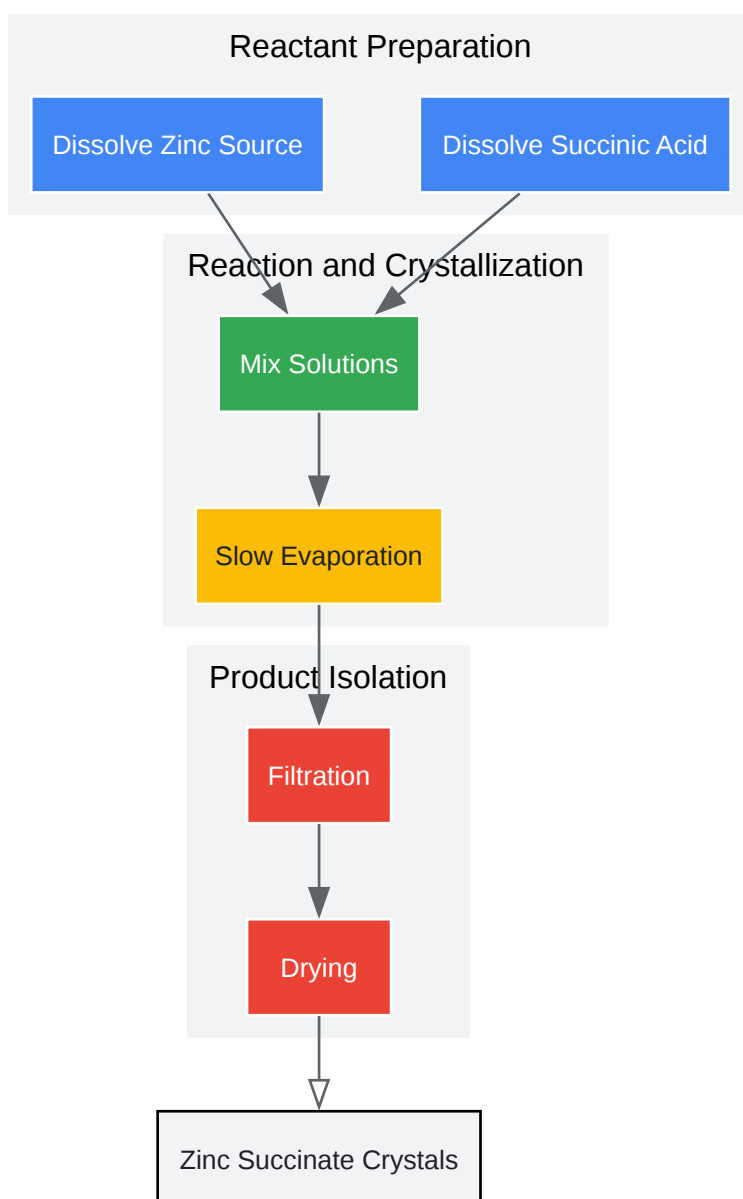 Reactant Preparation
Dissolve Zinc Source
Dissolve Succinic Acid
Reaction and Crystallization
Mix Solutions
Slow Evaporation
Product Isolation
Filtration
Drying
Zinc Succinate Crystals